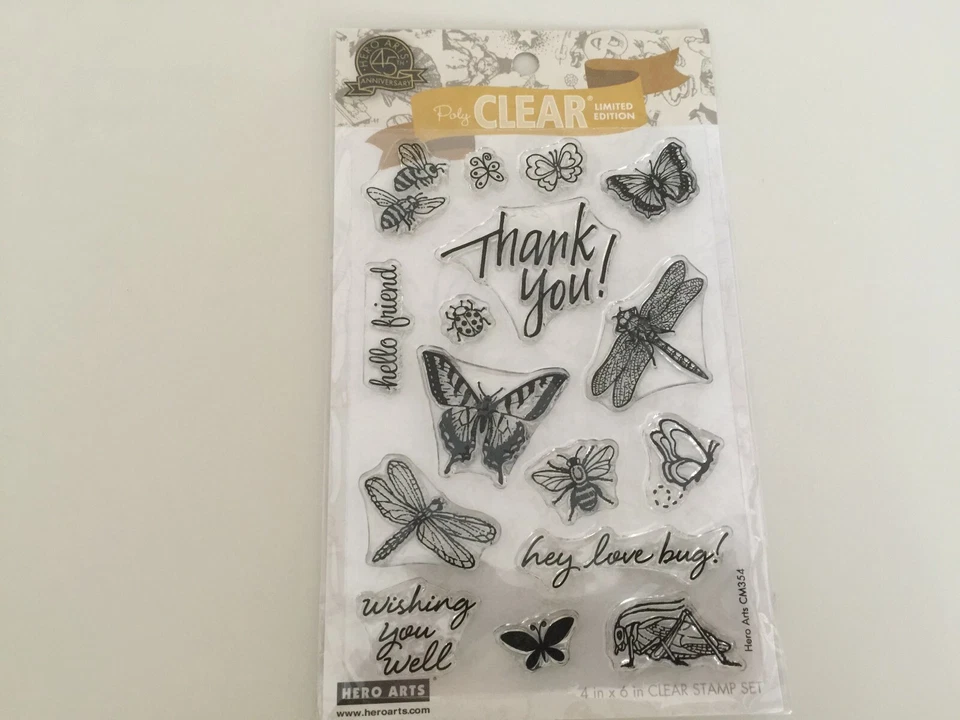 HERO ARTS
45th
ANNIVERSARY
Poly CLEAR® LIMITED EDITION
Thank
You!
hello friend
hey love bug!
Wishing
you
Well
Hero Arts CM354
HERO ARTS®
4 in x 6 in CLEAR STAMP SET
www.heroarts.com